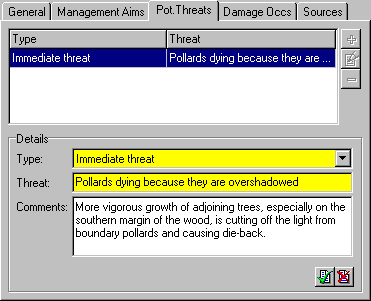 General Management Aims Pot.Threats Damage Occs Sources
Type Threat
Immediate threat Pollards dying because they are ...
Details
Type: Immediate threat
Threat: Pollards dying because they are overshadowed
Comments: More vigorous growth of adjoining trees, especially on the
southern margin of the wood, is cutting off the light from
boundary pollards and causing die-back.